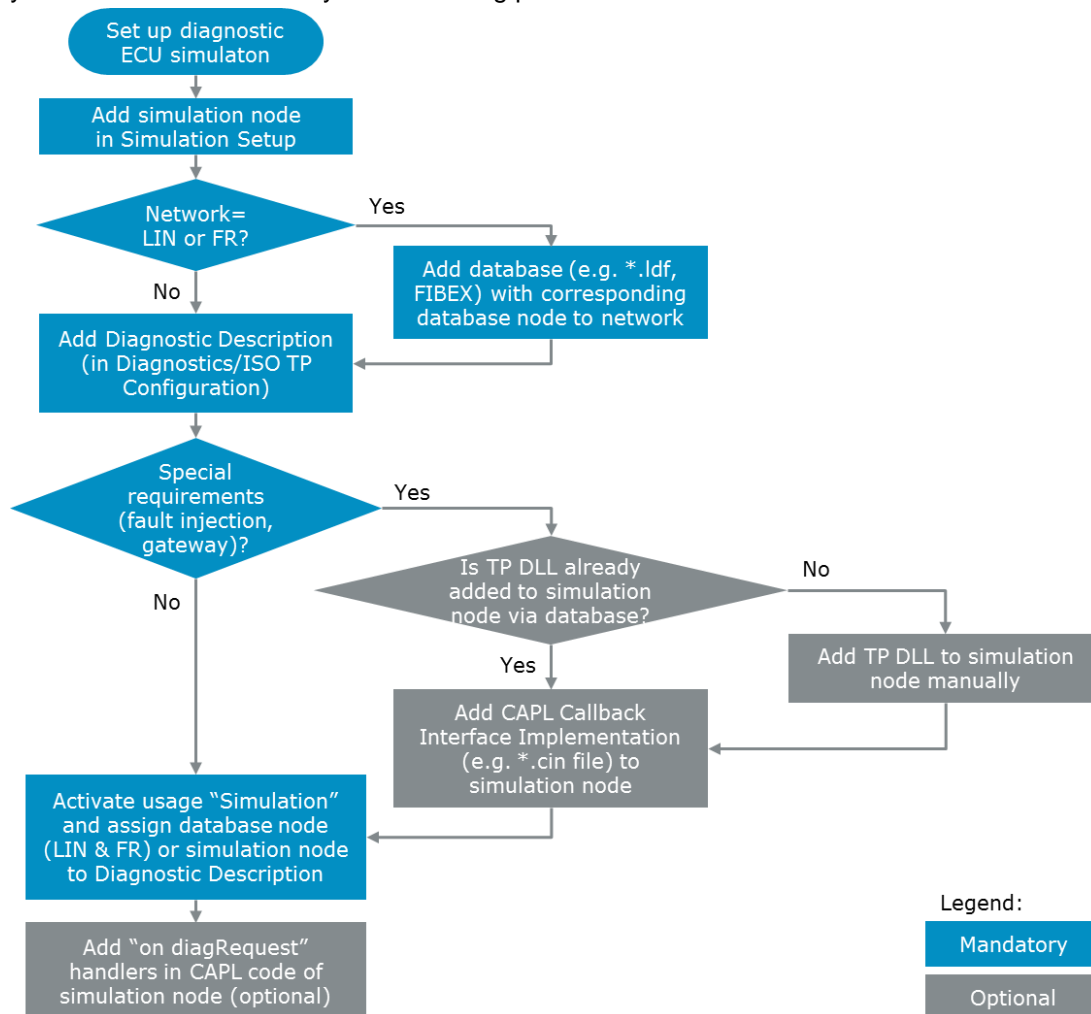 Set up diagnostic
ECU simulaton
Add simulation node
in Simulation Setup
Network=
LIN or FR?
Yes
Add database (e.g. *.ldf,
FIBEX) with corresponding
database node to network
No
Add Diagnostic Description
(in Diagnostics/ISO TP
Configuration)
Special
requirements
(fault injection,
gateway)?
Yes
Is TP DLL already
added to simulation
node via database?
No
Add TP DLL to simulation
node manually
Yes
Add CAPL Callback
Interface Implementation
(e.g. *.cin file) to
simulation node
No
Activate usage “Simulation”
and assign database node
(LIN & FR) or simulation node
to Diagnostic Description
Add “on diagRequest”
handlers in CAPL code of
simulation node (optional)
Legend:
Mandatory
Optional